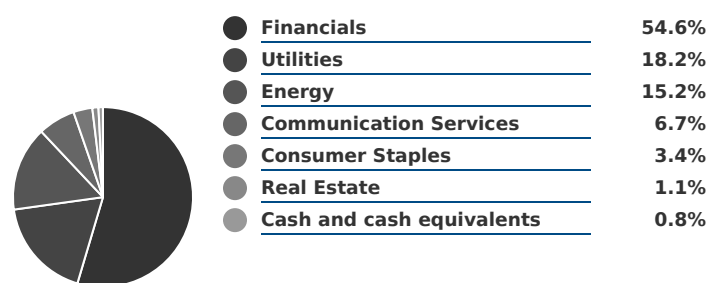 Financials 54.6%
Utilities 18.2%
Energy 15.2%
Communication Services 6.7%
Consumer Staples 3.4%
Real Estate 1.1%
Cash and cash equivalents 0.8%